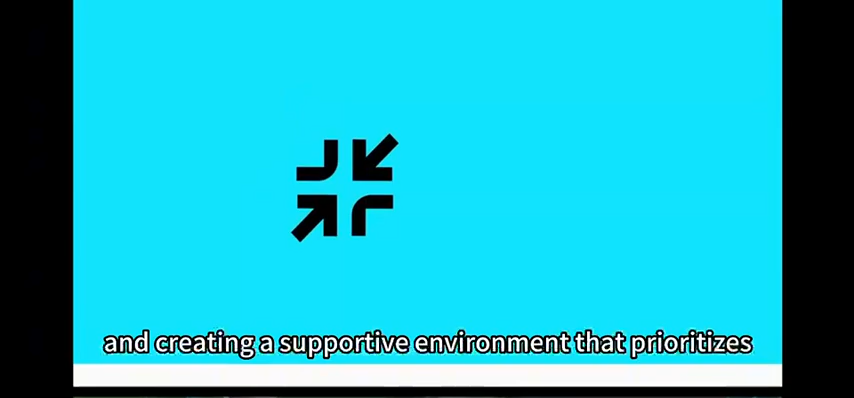 and creating a supportive environment that prioritizes